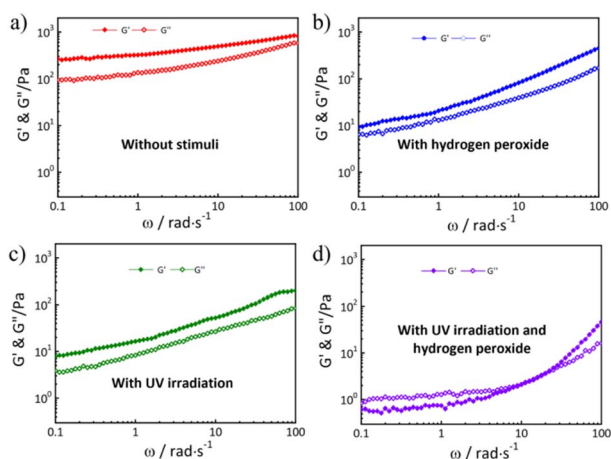 a)
G' & G''/Pa
10³
10²
10¹
10⁰
G' G''
Without stimuli
0.1 1 10 100
ω / rad·s⁻¹
b)
G' & G''/Pa
10³
10²
10¹
10⁰
G' G''
With hydrogen peroxide
0.1 1 10 100
ω / rad·s⁻¹
c)
G' & G''/Pa
10³
10²
10¹
10⁰
G' G''
With UV irradiation
0.1 1 10 100
ω / rad·s⁻¹
d)
G' & G''/Pa
10³
10²
10¹
10⁰
G' G''
With UV irradiation and
hydrogen peroxide
0.1 1 10 100
ω / rad·s⁻¹